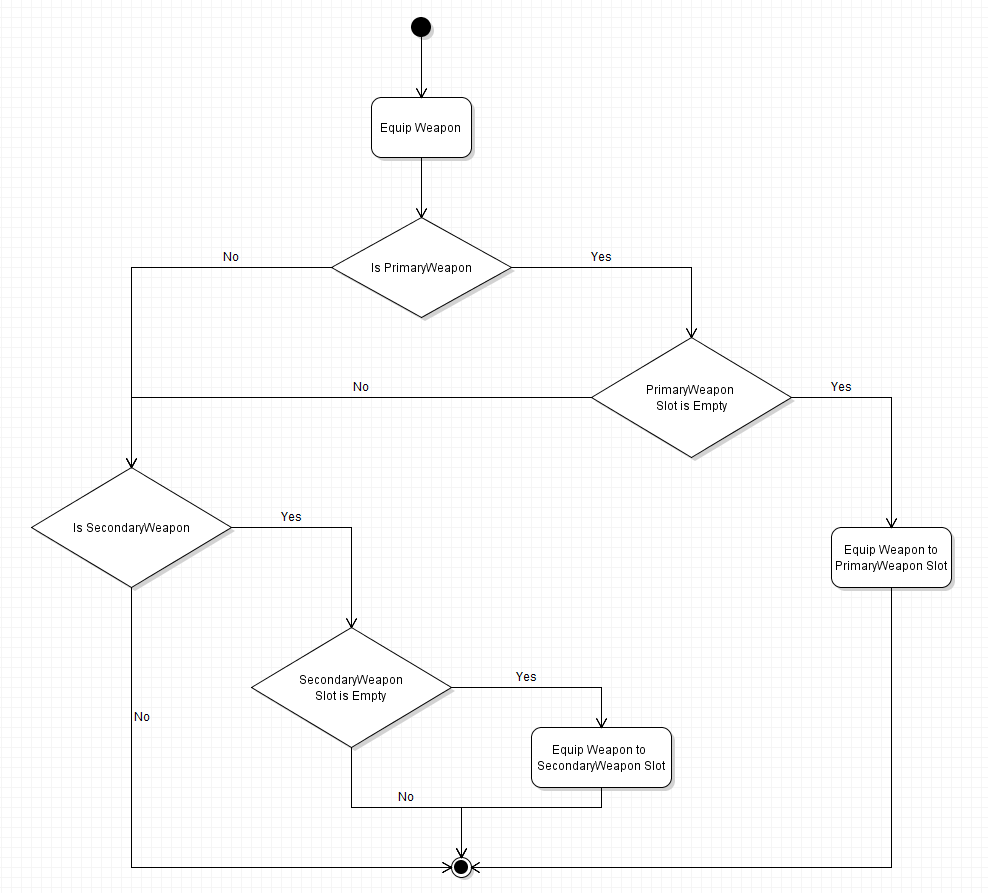 Equip Weapon
No
Is PrimaryWeapon
Yes
No
PrimaryWeapon
Slot is Empty
Yes
Is SecondaryWeapon
Yes
Equip Weapon to
PrimaryWeapon Slot
SecondaryWeapon
Slot is Empty
Yes
No
Equip Weapon to
SecondaryWeapon Slot
No